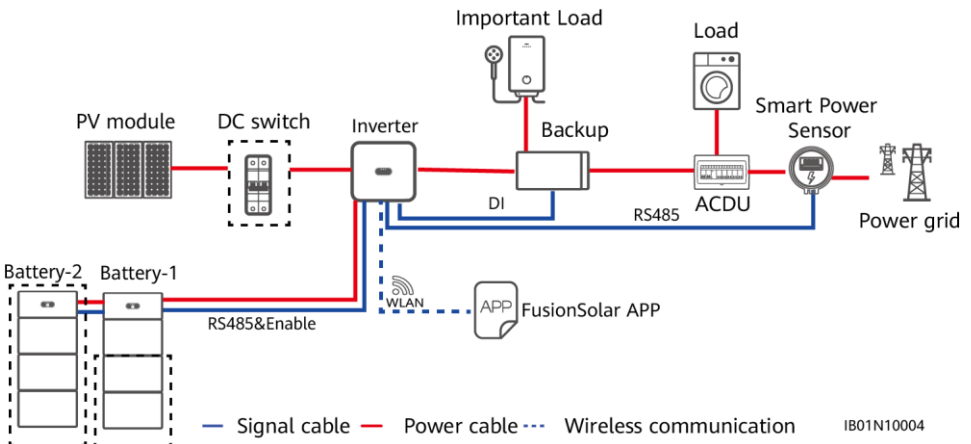 Important Load
Load
PV module
DC switch
Inverter
Backup
Smart Power
Sensor
DI
RS485
ACDU
Power grid
Battery-2
Battery-1
WLAN
APP
FusionSolar APP
RS485&Enable
Signal cable
Power cable
Wireless communication
IB01N10004